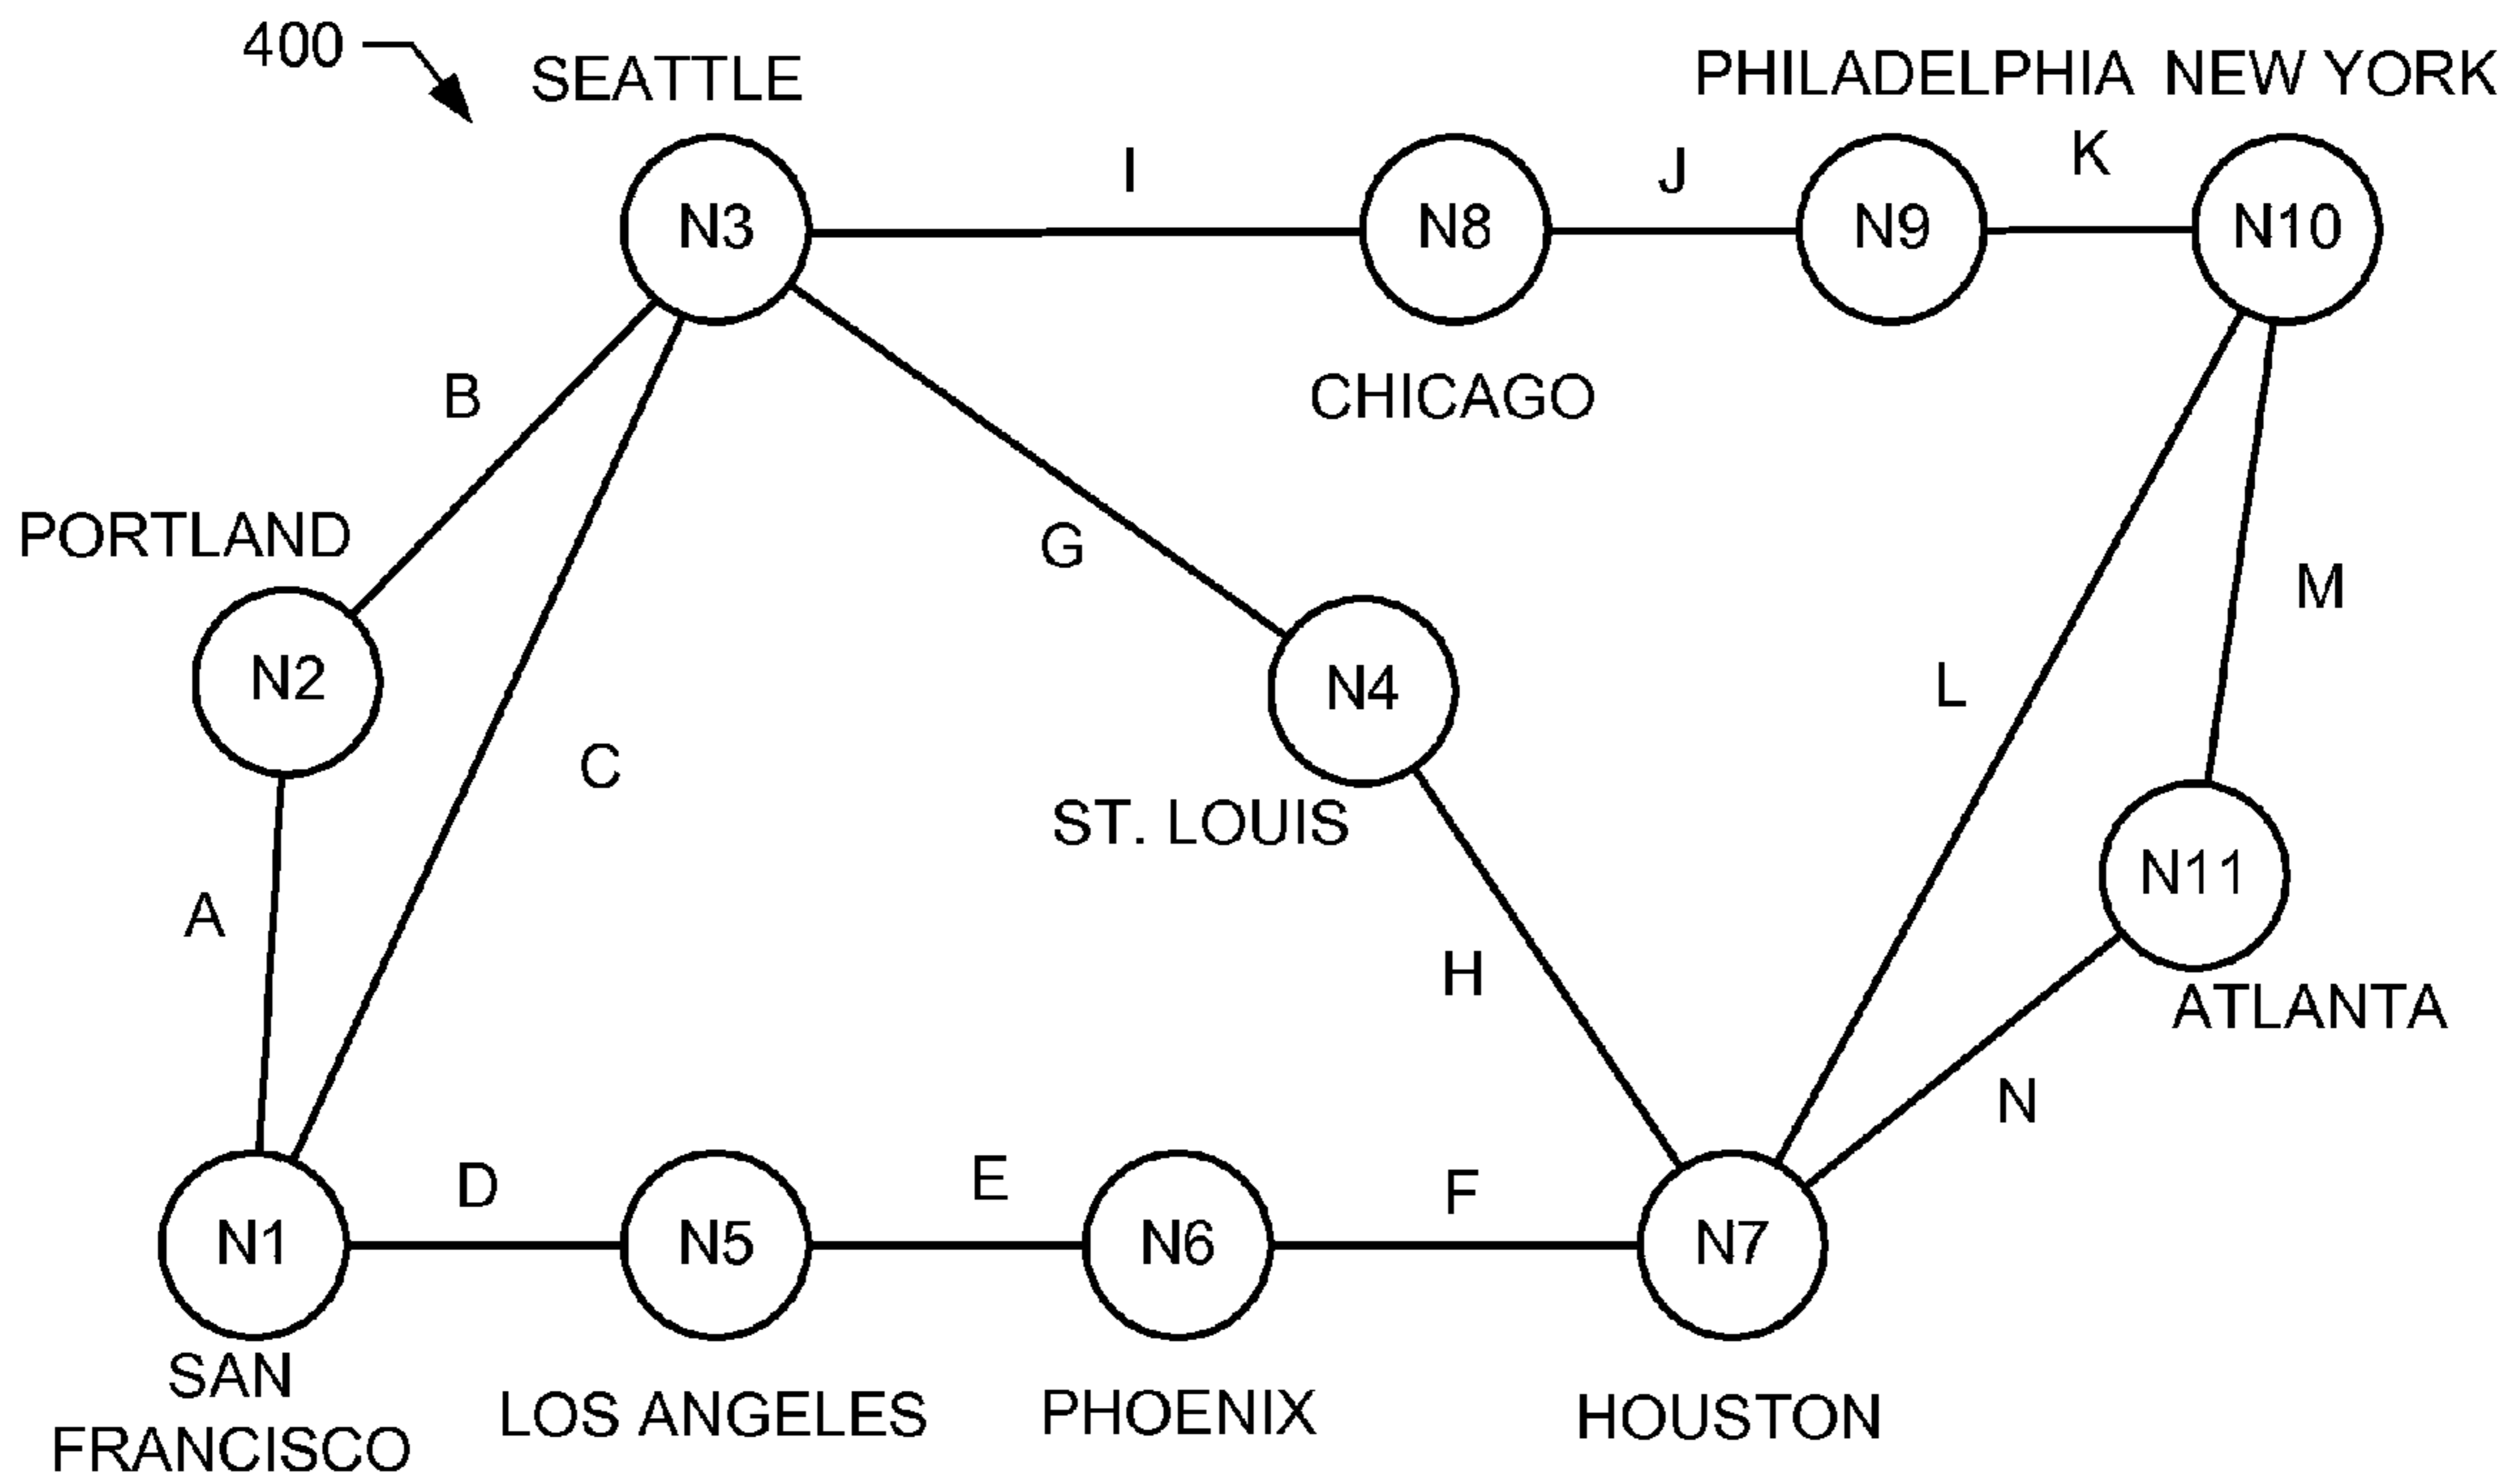 400
SEATTLE
PHILADELPHIA NEW YORK
I
J
K
N3
N8
N9
N10
B
CHICAGO
PORTLAND
G
M
N2
N4
L
C
ST. LOUIS
A
N11
H
ATLANTA
N
D
E
F
N1
N5
N6
N7
SAN
FRANCISCO
LOS ANGELES
PHOENIX
HOUSTON